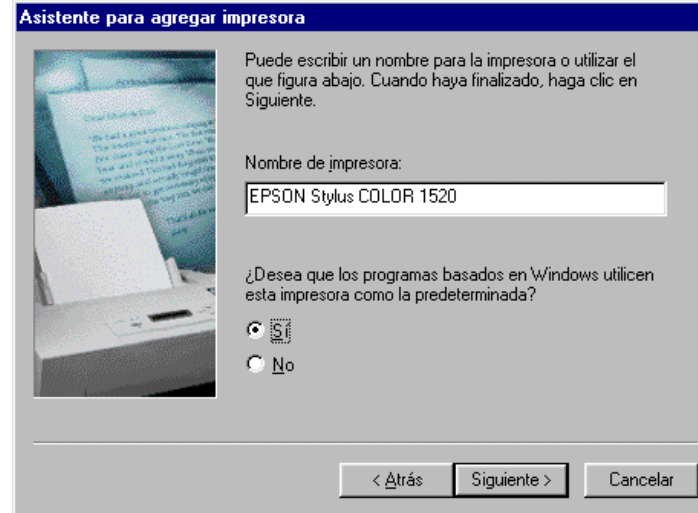 Asistente para agregar impresora
Puede escribir un nombre para la impresora o utilizar el
que figura abajo. Cuando haya finalizado, haga clic en
Siguiente.
Nombre de impresora:
EPSON Stylus COLOR 1520
¿Desea que los programas basados en Windows utilicen
esta impresora como la predeterminada?
Sí
No
< Atrás
Siguiente >
Cancelar